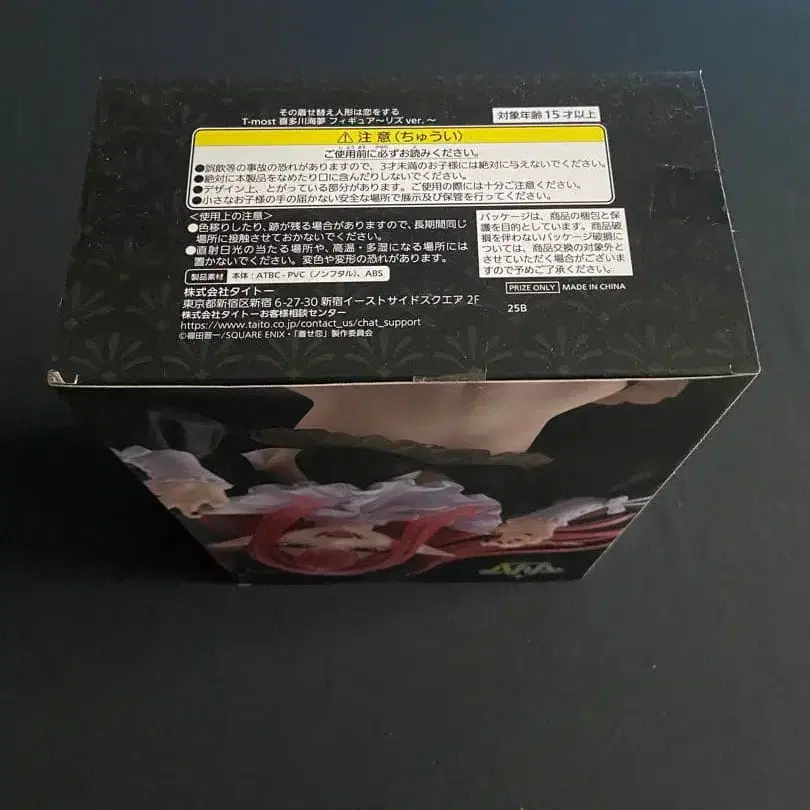 その着せ替え人形は恋をする
T-most 喜多川海夢 フィギュア〜リズ ver.〜
対象年齢15才以上
⚠注意(ちゅうい)
ご使用前に必ずお読みください。
●誤飲等の事故の恐れがありますので、3才未満のお子様には絶対に与えないでください。
●絶対に本製品をなめたり口に含んだりしないでください。
●デザイン上、とがっている部分があります。ご使用の際には十分ご注意ください。
●小さなお子様の手の届かない安全な場所で展示及び保管を行ってください。
<使用上の注意>
●色移りしたり、跡が残る場合がありますので、長期間同じ
場所に接触させておかないでください。
●直射日光の当たる場所や、高温・多湿になる場所には
置かないでください。変色や変形の恐れがあります。
パッケージは、商品の梱包と保
護を目的としています。商品破
損を伴わないパッケージ破損に
ついては、商品交換の対象外と
させていただく場合がございま
すので予めご了承ください。
製品素材 本体:ATBC-PVC(ノンフタル)、ABS
PRIZE ONLY MADE IN CHINA
25B
株式会社タイトー
東京都新宿区新宿 6-27-30 新宿イーストサイドスクエア 2F
株式会社タイトーお客様相談センター
https://www.taito.co.jp/contact_us/chat_support
©福田晋一/SQUARE ENIX・「着せ恋」製作委員会